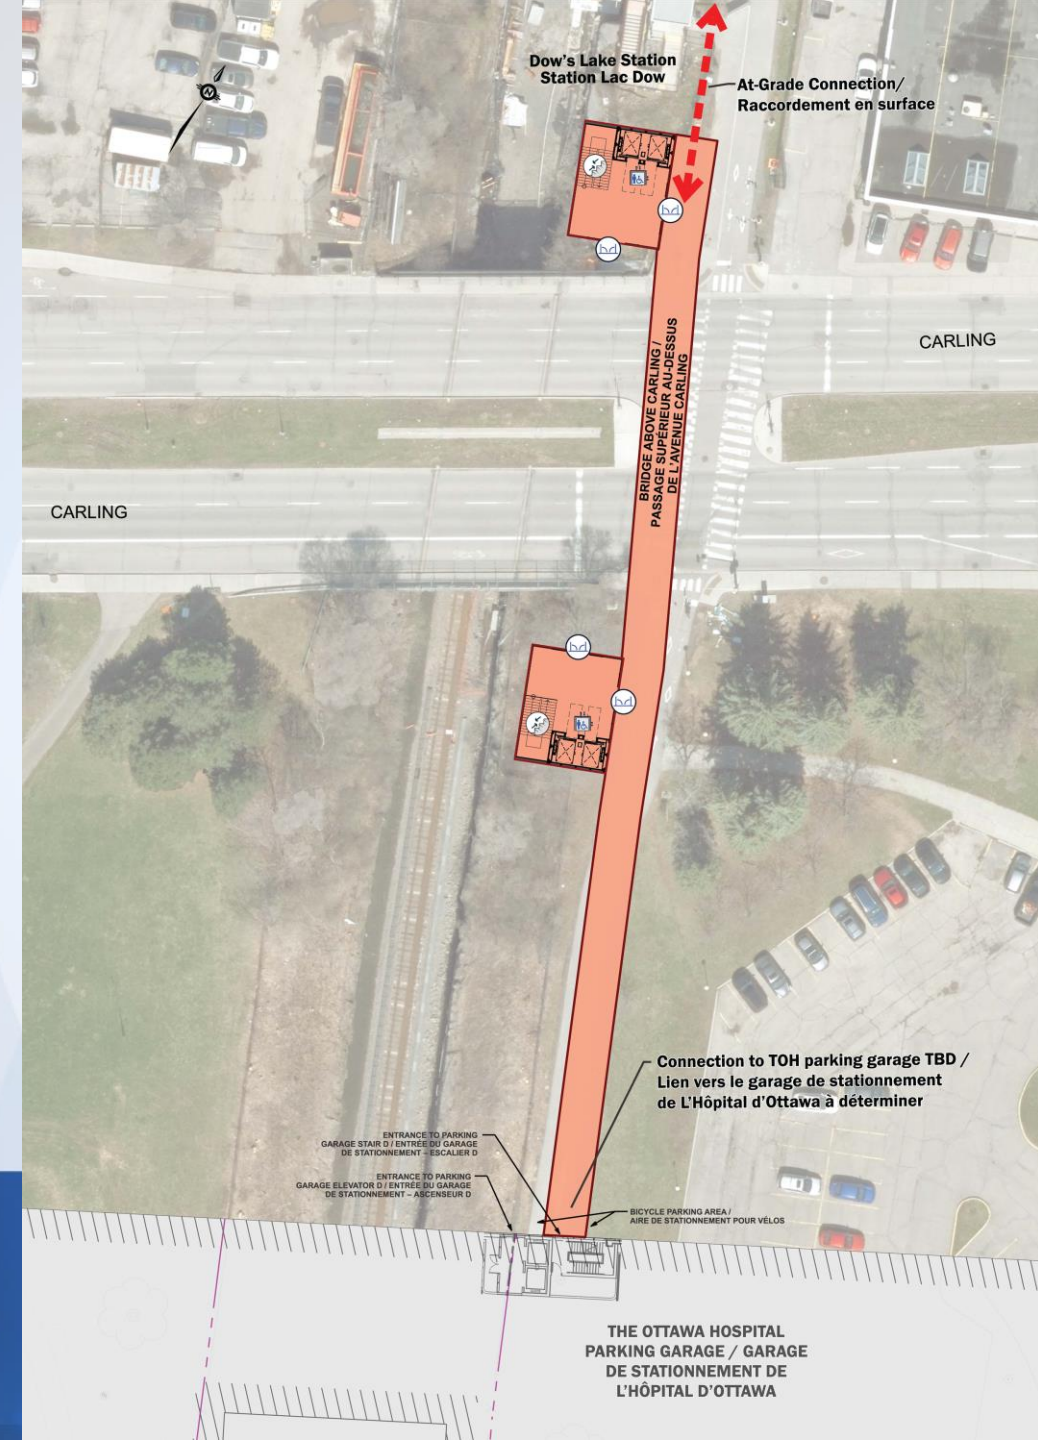 Dow's Lake Station
Station Lac Dow
At-Grade Connection/
Raccordement en surface
N
CARLING
BRIDGE ABOVE CARLING /
PASSAGE SUPÉRIEUR AU-DESSUS
DE L'AVENUE CARLING
CARLING
Connection to TOH parking garage TBD /
Lien vers le garage de stationnement
de L'Hôpital d'Ottawa à déterminer
ENTRANCE TO PARKING
GARAGE STAIR D / ENTRÉE DU GARAGE
DE STATIONNEMENT – ESCALIER D
ENTRANCE TO PARKING
GARAGE ELEVATOR D / ENTRÉE DU GARAGE
DE STATIONNEMENT – ASCENSEUR D
BICYCLE PARKING AREA /
AIRE DE STATIONNEMENT POUR VÉLOS
THE OTTAWA HOSPITAL
PARKING GARAGE / GARAGE
DE STATIONNEMENT DE
L'HÔPITAL D'OTTAWA